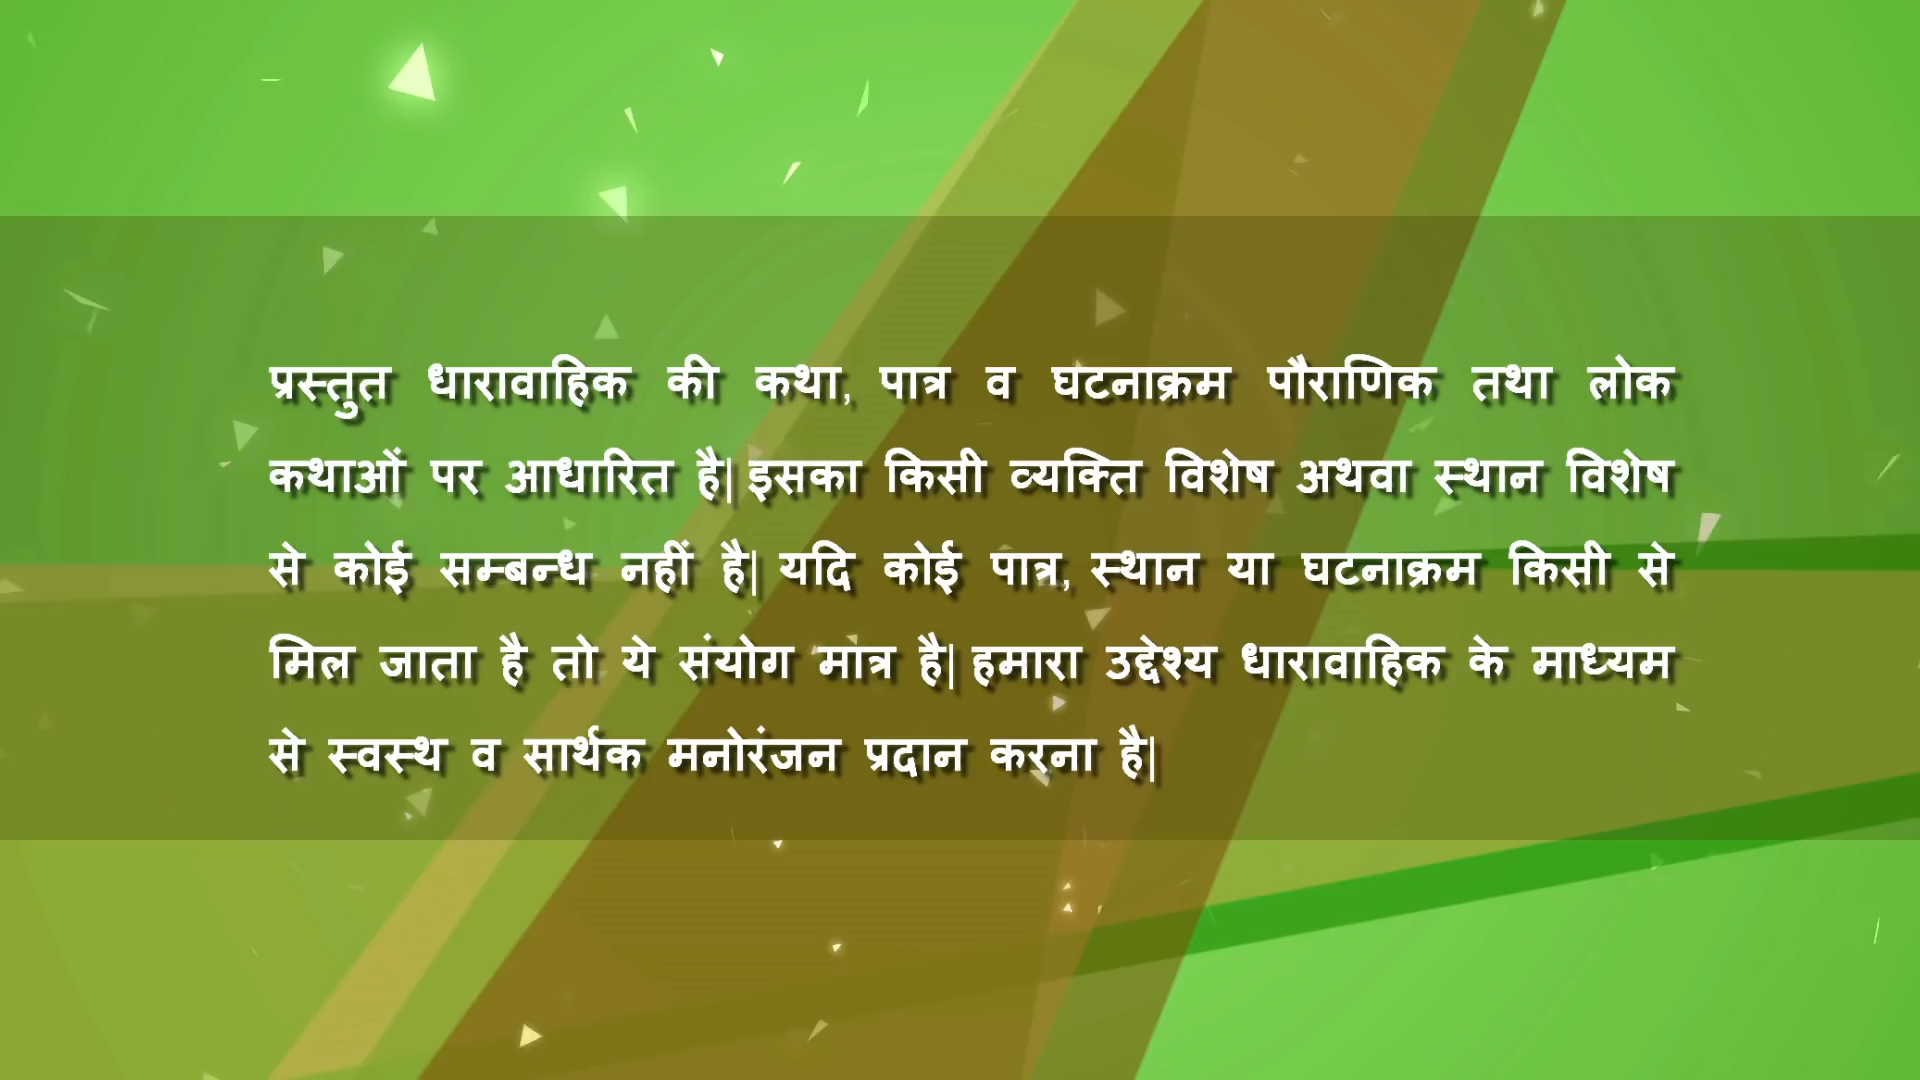 प्रस्तुत धारावाहिक की कथा, पात्र व घटनाक्रम पौराणिक तथा लोक
कथाओं पर आधारित है| इसका किसी व्यक्ति विशेष अथवा स्थान विशेष
से कोई सम्बन्ध नहीं है| यदि कोई पात्र, स्थान या घटनाक्रम किसी से
मिल जाता है तो ये संयोग मात्र है| हमारा उद्देश्य धारावाहिक के माध्यम
से स्वस्थ व सार्थक मनोरंजन प्रदान करना है|